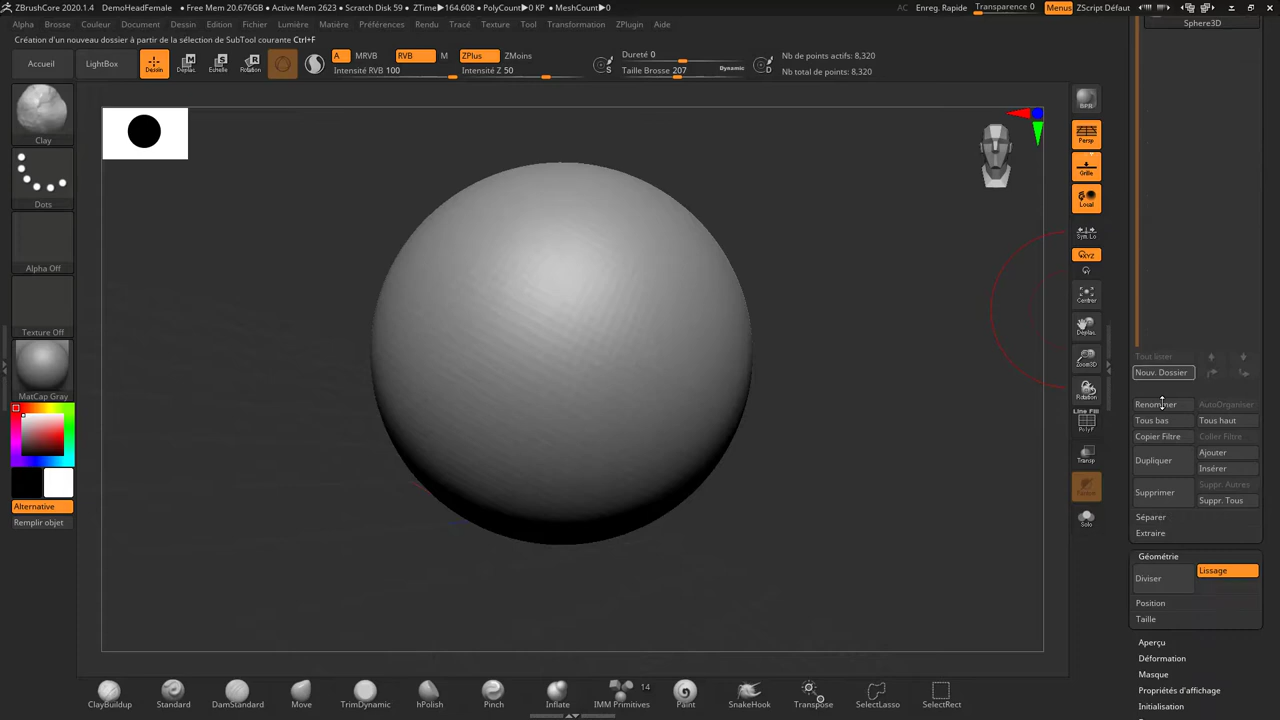 ZBrushCore 2020.1.4 DemoHeadFemale • Free Mem 20.676GB • Active Mem 2623 • Scratch Disk 59 • ZTime▶164.608 • PolyCount▶0 KP • MeshCount▶0 AC Enreg. Rapide Transparence 0 Menus ZScript Défaut
Alpha Brosse Couleur Document Dessin Edition Fichier Lumière Matière Préférences Rendu Tracé Texture Tool Transformation ZPlugin Aide
Sphere3D
Création d'un nouveau dossier à partir de la sélection de SubTool courante Ctrl+F
Accueil LightBox Dessin M Déplac. S Echelle R Rotation A MRVB RVB M ZPlus ZMoins
Intensité RVB 100 Intensité Z 50
S Dureté 0
Taille Brosse 207 Dynamic
D Nb de points actifs: 8,320
Nb total de points: 8,320
Clay
Dots
Alpha Off
Texture Off
MatCap Gray
Alternative
Remplir objet
BPR
Persp
Grille
Local
Sym. Lo
XYZ
Centrer
Déplac.
Zoom3D
Rotation
Line Fill
PolyF
Transp
Solo
Tout lister
Nouv. Dossier
Renommer AutoOrganiser
Tous bas Tous haut
Copier Filtre Coller Filtre
Dupliquer Ajouter
Insérer
Supprimer Suppr. Autres
Suppr. Tous
Séparer
Extraire
Géométrie
Diviser Lissage
Position
Taille
Aperçu
Déformation
Masque
Propriétés d'affichage
Initialisation
ClayBuildup Standard DamStandard Move TrimDynamic hPolish Pinch Inflate 14 IMM Primitives Paint SnakeHook Transpose SelectLasso SelectRect